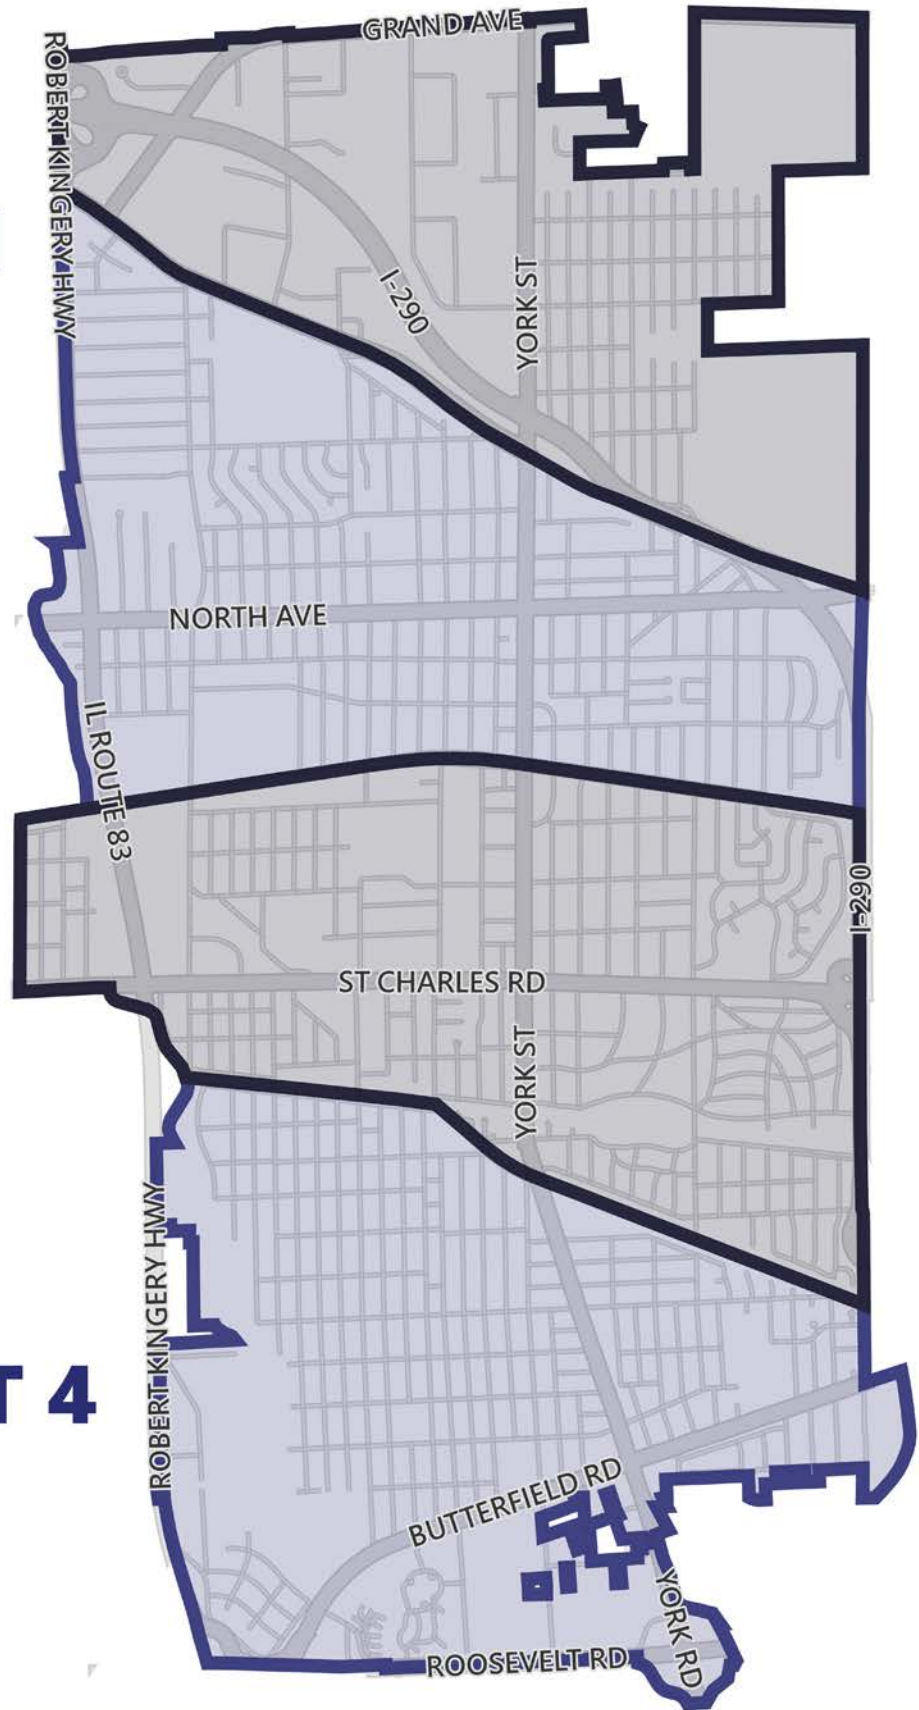 GRAND AVE
ROBERT KINGERY HWY
I-290
YORK ST
NORTH AVE
IL ROUTE 83
I-290
ST CHARLES RD
YORK ST
ROBERT KINGERY HWY
T 4
BUTTERFIELD RD
YORK RD
ROOSEVELT RD